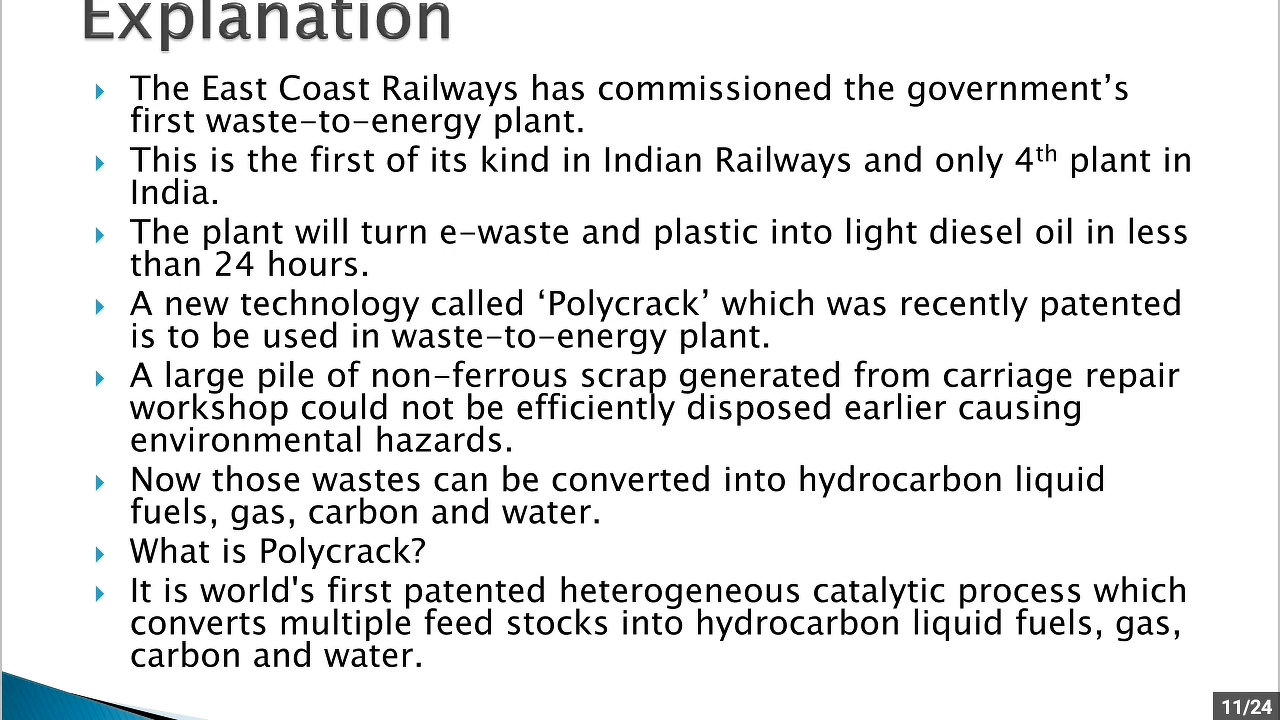 Explanation
The East Coast Railways has commissioned the government’s
first waste-to-energy plant.
This is the first of its kind in Indian Railways and only 4th plant in
India.
The plant will turn e-waste and plastic into light diesel oil in less
than 24 hours.
A new technology called ‘Polycrack’ which was recently patented
is to be used in waste-to-energy plant.
A large pile of non-ferrous scrap generated from carriage repair
workshop could not be efficiently disposed earlier causing
environmental hazards.
Now those wastes can be converted into hydrocarbon liquid
fuels, gas, carbon and water.
What is Polycrack?
It is world's first patented heterogeneous catalytic process which
converts multiple feed stocks into hydrocarbon liquid fuels, gas,
carbon and water.
11/24